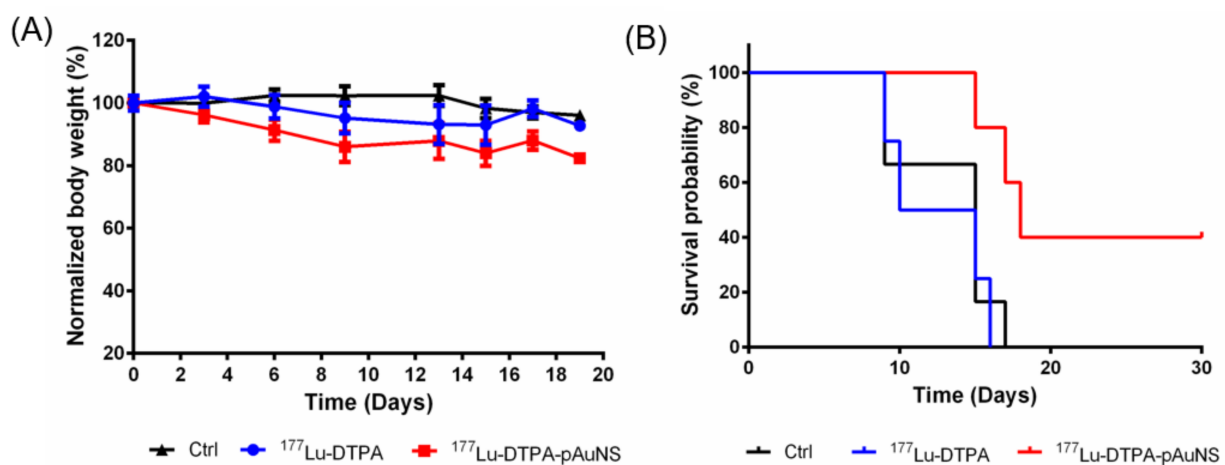 (A)
Normalized body weight (%)
120
100
80
60
40
20
0 2 4 6 8 10 12 14 16 18 20
Time (Days)
Ctrl ¹⁷⁷Lu-DTPA ¹⁷⁷Lu-DTPA-pAuNS
(B)
Survival probability (%)
100
80
60
40
20
0
0 10 20 30
Time (Days)
Ctrl ¹⁷⁷Lu-DTPA ¹⁷⁷Lu-DTPA-pAuNS